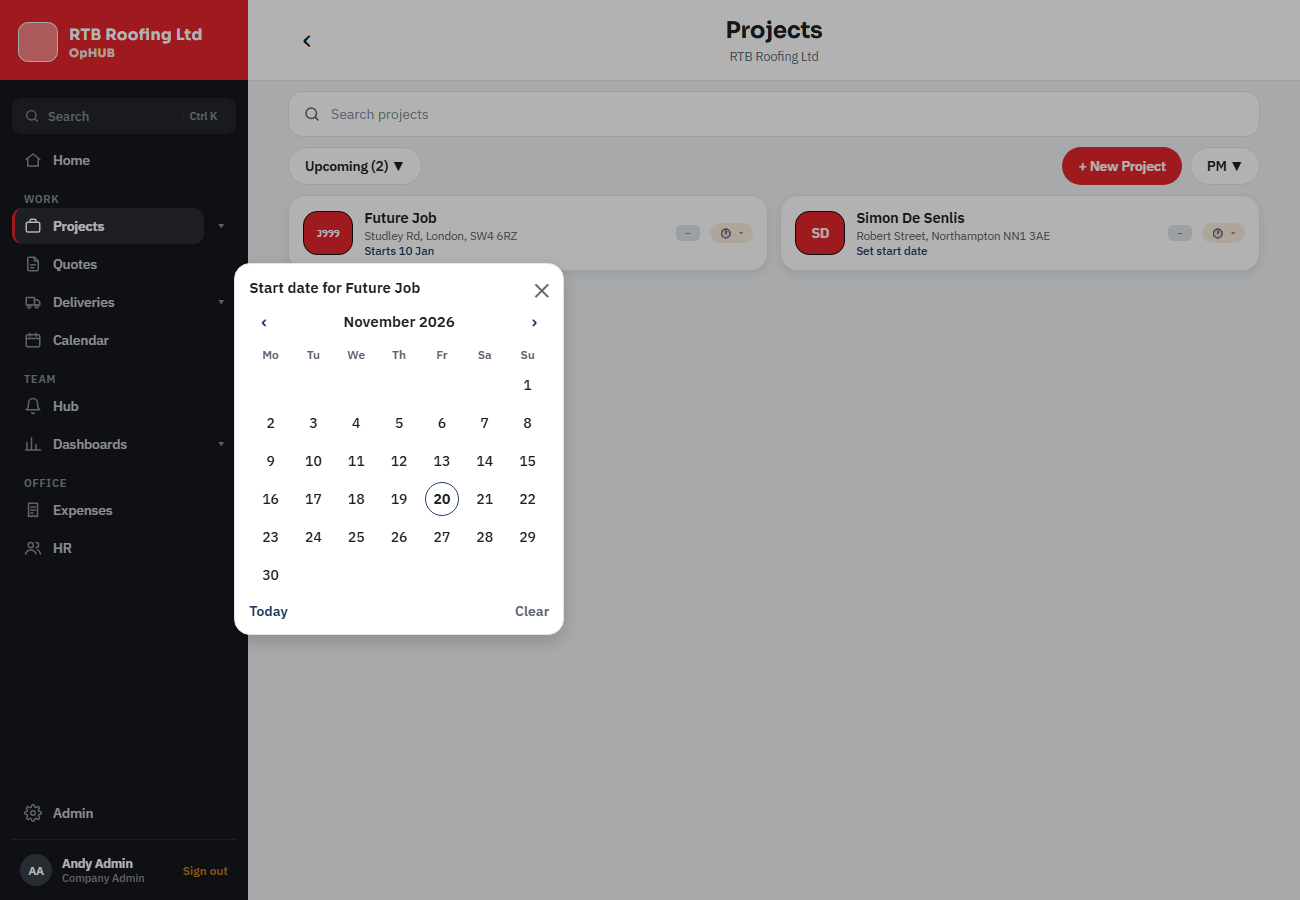 RTB Roofing Ltd
OpHUB
Search
Ctrl K
Home
WORK
Projects
Quotes
Deliveries
Calendar
TEAM
Hub
Dashboards
OFFICE
Expenses
HR
Admin
AA
Andy Admin
Company Admin
Sign out
Projects
RTB Roofing Ltd
Search projects
Upcoming (2) ▼
+ New Project
PM ▼
J999
Future Job
Studley Rd, London, SW4 6RZ
Starts 10 Jan
–
SD
Simon De Senlis
Robert Street, Northampton NN1 3AE
Set start date
–
Start date for Future Job
‹ November 2026 ›
Mo Tu We Th Fr Sa Su
1
2 3 4 5 6 7 8
9 10 11 12 13 14 15
16 17 18 19 20 21 22
23 24 25 26 27 28 29
30
Today Clear